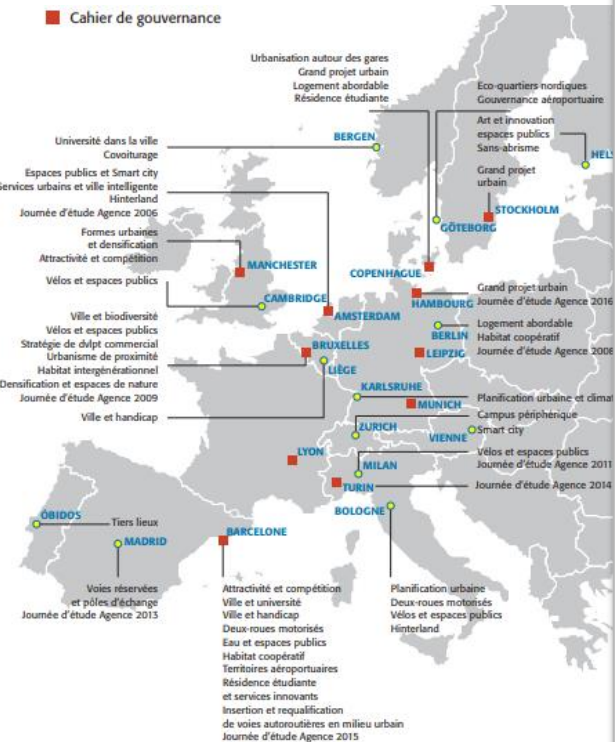 Cahier de gouvernance
Urbanisation autour des gares
Grand projet urbain
Logement abordable
Résidence étudiante
Eco-quartiers nordiques
Gouvernance aéroportuaire
Art et innovation
espaces publics
Sans-abrisme
BERGEN
HELS
Université dans la ville
Covoiturage
Grand projet
urbain
STOCKHOLM
GÖTEBORG
Espaces publics et Smart city
Services urbains et ville intelligente
Hinterland
Journée d'étude Agence 2006
Formes urbaines
et densification
Attractivité et compétition
MANCHESTER
COPENHAGUE
Vélos et espaces publics
CAMBRIDGE
AMSTERDAM
HAMBOURG
Grand projet urbain
Journée d'étude Agence 2016
Ville et biodiversité
Vélos et espaces publics
Stratégie de dvlpt commercial
Urbanisme de proximité
Habitat intergénérationnel
Densification et espaces de nature
Journée d'étude Agence 2009
BRUXELLES
LIÈGE
BERLIN
LEIPZIG
Logement abordable
Habitat coopératif
Journée d'étude Agence 2008
Ville et handicap
KARLSRUHE
MUNICH
Planification urbaine et climat
ZURICH
Campus périphérique
VIENNE
Smart city
LYON
MILAN
Vélos et espaces publics
Journée d'étude Agence 2011
TURIN
Journée d'étude Agence 2014
BOLOGNE
ÓBIDOS
Tiers lieux
MADRID
BARCELONE
Voies réservées
et pôles d'échange
Journée d'étude Agence 2013
Attractivité et compétition
Ville et université
Ville et handicap
Deux-roues motorisés
Eau et espaces publics
Habitat coopératif
Territoires aéroportuaires
Résidence étudiante
et services innovants
Insertion et requalification
de voies autoroutières en milieu urbain
Journée d'étude Agence 2015
Planification urbaine
Deux-roues motorisés
Vélos et espaces publics
Hinterland